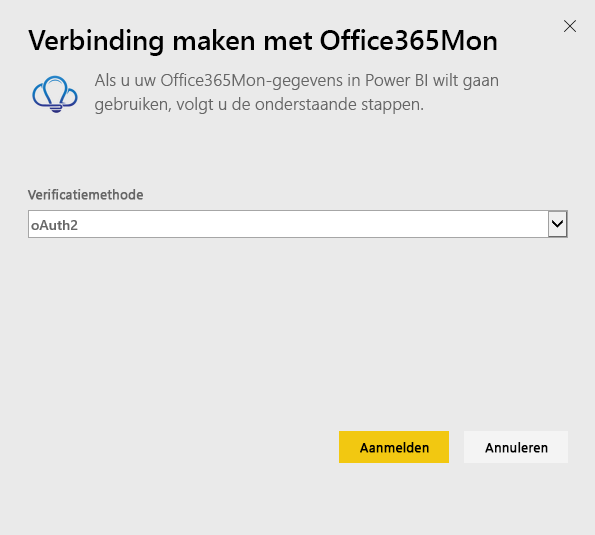 Verbinding maken met Office365Mon
Als u uw Office365Mon-gegevens in Power BI wilt gaan
gebruiken, volgt u de onderstaande stappen.
Verificatiemethode
oAuth2
Aanmelden
Annuleren